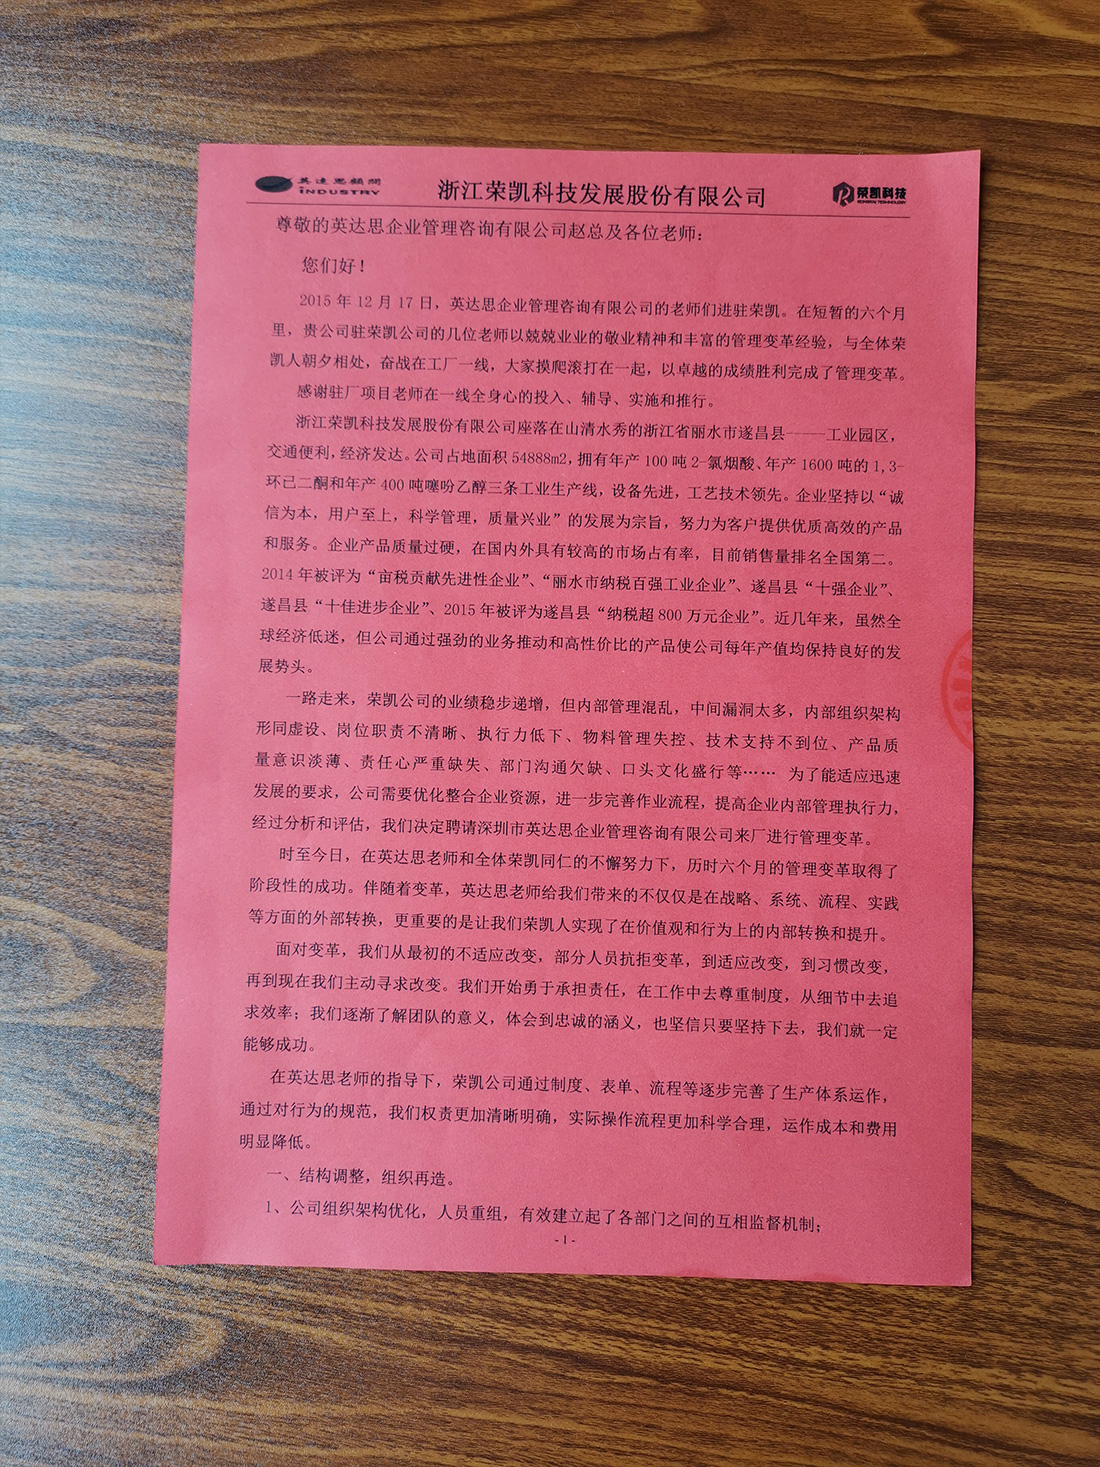 英達思顧問
iNDUSTRY
浙江荣凯科技发展股份有限公司
荣凯科技
RONGKAI TECHNOLOGY
尊敬的英达思企业管理咨询有限公司赵总及各位老师：
您们好！
2015 年 12 月 17 日，英达思企业管理咨询有限公司的老师们进驻荣凯。在短暂的六个月
里，贵公司驻荣凯公司的几位老师以兢兢业业的敬业精神和丰富的管理变革经验，与全体荣
凯人朝夕相处，奋战在工厂一线，大家摸爬滚打在一起，以卓越的成绩胜利完成了管理变革。
感谢驻厂项目老师在一线全身心的投入、辅导、实施和推行。
浙江荣凯科技发展股份有限公司座落在山清水秀的浙江省丽水市遂昌县-----工业园区，
交通便利，经济发达。公司占地面积 54888m2，拥有年产 100 吨 2-氯烟酸、年产 1600 吨的 1,3-
环已二酮和年产 400 吨噻吩乙醇三条工业生产线，设备先进，工艺技术领先。企业坚持以“诚
信为本，用户至上，科学管理，质量兴业”的发展为宗旨，努力为客户提供优质高效的产品
和服务。企业产品质量过硬，在国内外具有较高的市场占有率，目前销售量排名全国第二。
2014 年被评为“亩税贡献先进性企业”、“丽水市纳税百强工业企业”、遂昌县“十强企业”、
遂昌县“十佳进步企业”、2015 年被评为遂昌县“纳税超 800 万元企业”。近几年来，虽然全
球经济低迷，但公司通过强劲的业务推动和高性价比的产品使公司每年产值均保持良好的发
展势头。
一路走来，荣凯公司的业绩稳步递增，但内部管理混乱，中间漏洞太多，内部组织架构
形同虚设、岗位职责不清晰、执行力低下、物料管理失控、技术支持不到位、产品质
量意识淡薄、责任心严重缺失、部门沟通欠缺、口头文化盛行等…… 为了能适应迅速
发展的要求，公司需要优化整合企业资源，进一步完善作业流程，提高企业内部管理执行力，
经过分析和评估，我们决定聘请深圳市英达思企业管理咨询有限公司来厂进行管理变革。
时至今日，在英达思老师和全体荣凯同仁的不懈努力下，历时六个月的管理变革取得了
阶段性的成功。伴随着变革，英达思老师给我们带来的不仅仅是在战略、系统、流程、实践
等方面的外部转换，更重要的是让我们荣凯人实现了在价值观和行为上的内部转换和提升。
面对变革，我们从最初的不适应改变，部分人员抗拒变革，到适应改变，到习惯改变，
再到现在我们主动寻求改变。我们开始勇于承担责任，在工作中去尊重制度，从细节中去追
求效率；我们逐渐了解团队的意义，体会到忠诚的涵义，也坚信只要坚持下去，我们就一定
能够成功。
在英达思老师的指导下，荣凯公司通过制度、表单、流程等逐步完善了生产体系运作，
通过对行为的规范，我们权责更加清晰明确，实际操作流程更加科学合理，运作成本和费用
明显降低。
一、结构调整，组织再造。
1、公司组织架构优化，人员重组，有效建立起了各部门之间的互相监督机制；
- 1 -